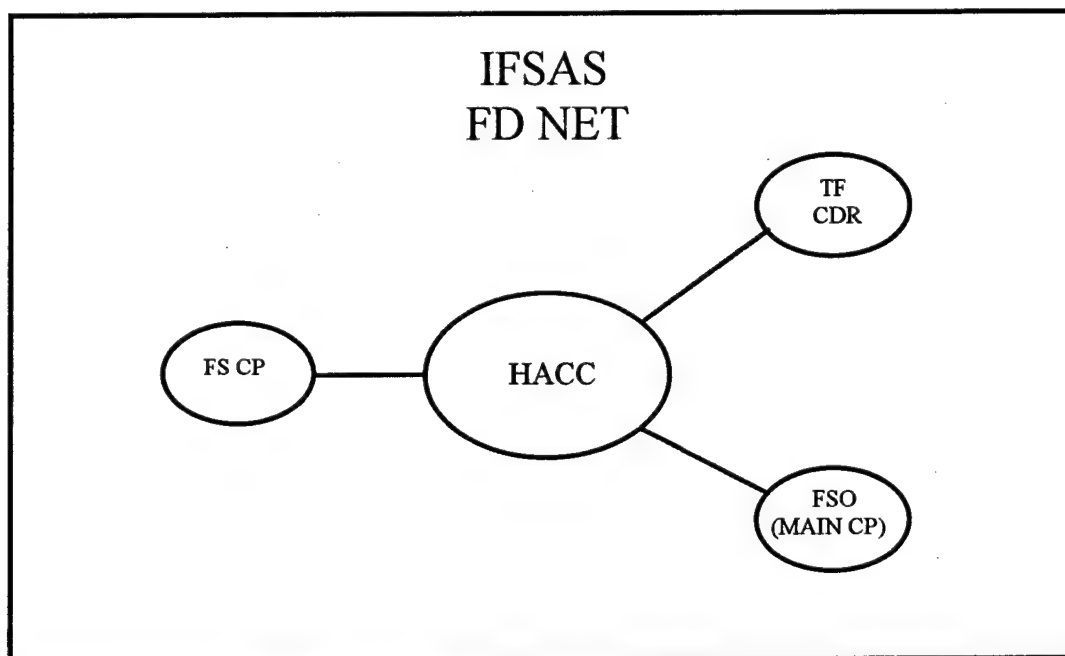 IFSAS
FD NET
TF
CDR
FS CP
HACC
FSO
(MAIN CP)